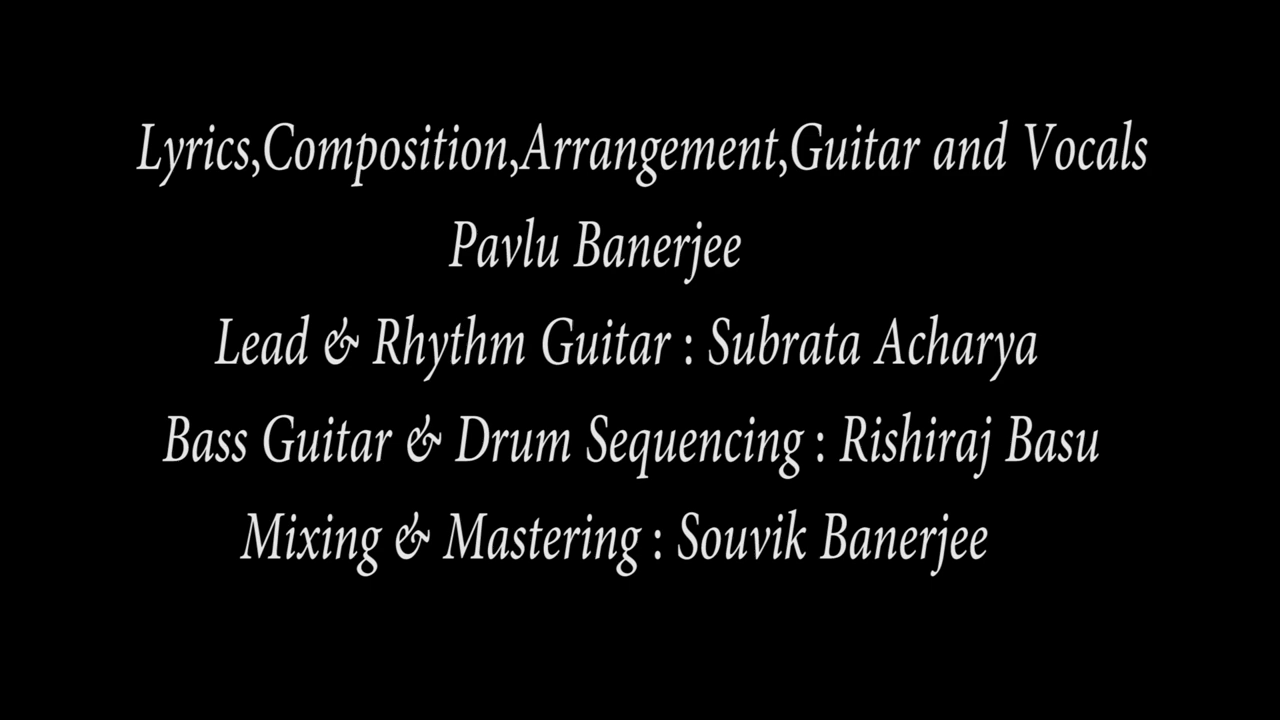 Lyrics,Composition,Arrangement,Guitar and Vocals
Pavlu Banerjee
Lead & Rhythm Guitar : Subrata Acharya
Bass Guitar & Drum Sequencing : Rishiraj Basu
Mixing & Mastering : Souvik Banerjee